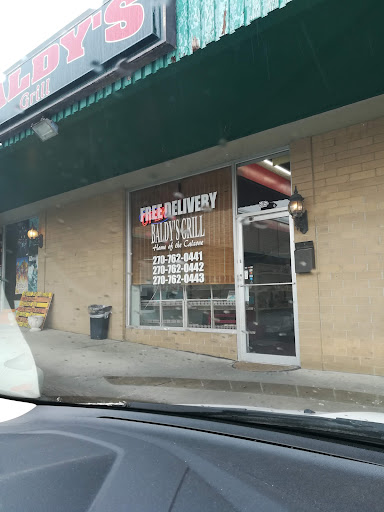 ALDY'S
Grill
FREE DELIVERY
BALDY'S GRILL
Home of the Calzone
270-762-0441
270-762-0442
270-762-0443